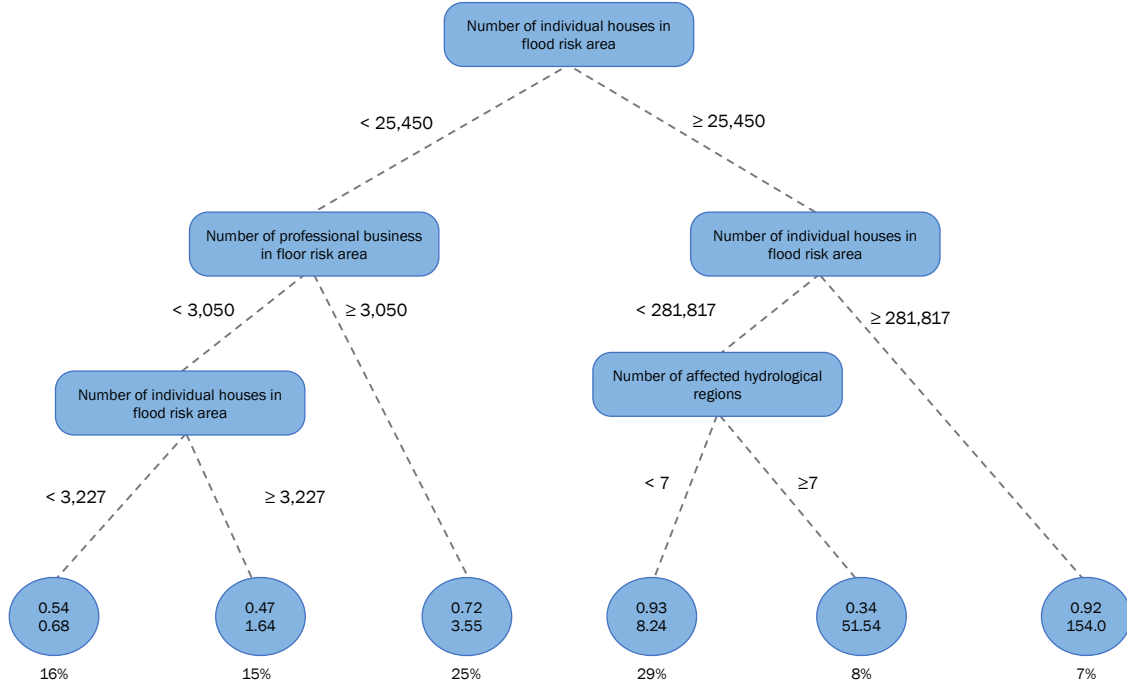 Number of individual houses in
flood risk area
< 25,450
≥ 25,450
Number of professional business
in floor risk area
Number of individual houses in
flood risk area
< 3,050
≥ 3,050
< 281,817
≥ 281,817
Number of individual houses in
flood risk area
Number of affected hydrological
regions
< 3,227
≥ 3,227
< 7
≥7
0.54
0.68
0.47
1.64
0.72
3.55
0.93
8.24
0.34
51.54
0.92
154.0
16%
15%
25%
29%
8%
7%